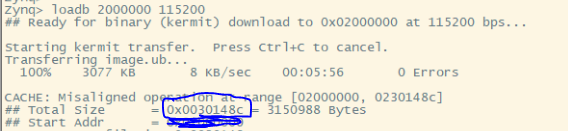 Zynq> loadb 2000000 115200
## Ready for binary (kermit) download to 0x02000000 at 115200 bps...
Starting kermit transfer. Press Ctrl+C to cancel.
Transferring image.ub...
100% 3077 KB 8 KB/sec 00:05:56 0 Errors
CACHE: Misaligned operation at range [02000000, 0230148c]
## Total Size = 0x0030148c = 3150988 Bytes
## Start Addr =